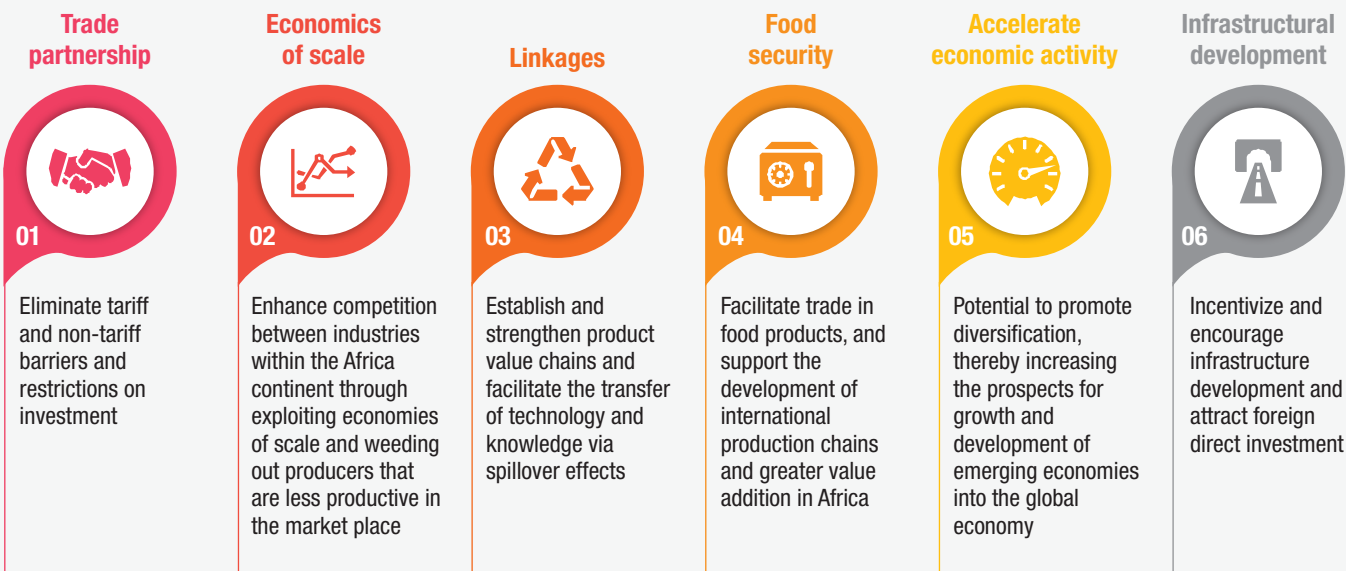 Trade
partnership
01
Eliminate tariff
and non-tariff
barriers and
restrictions on
investment
Economics
of scale
02
Enhance competition
between industries
within the Africa
continent through
exploiting economies
of scale and weeding
out producers that
are less productive in
the market place
Linkages
03
Establish and
strengthen product
value chains and
facilitate the transfer
of technology and
knowledge via
spillover effects
Food
security
04
Facilitate trade in
food products, and
support the
development of
international
production chains
and greater value
addition in Africa
Accelerate
economic activity
05
Potential to promote
diversification,
thereby increasing
the prospects for
growth and
development of
emerging economies
into the global
economy
Infrastructural
development
06
Incentivize and
encourage
infrastructure
development and
attract foreign
direct investment